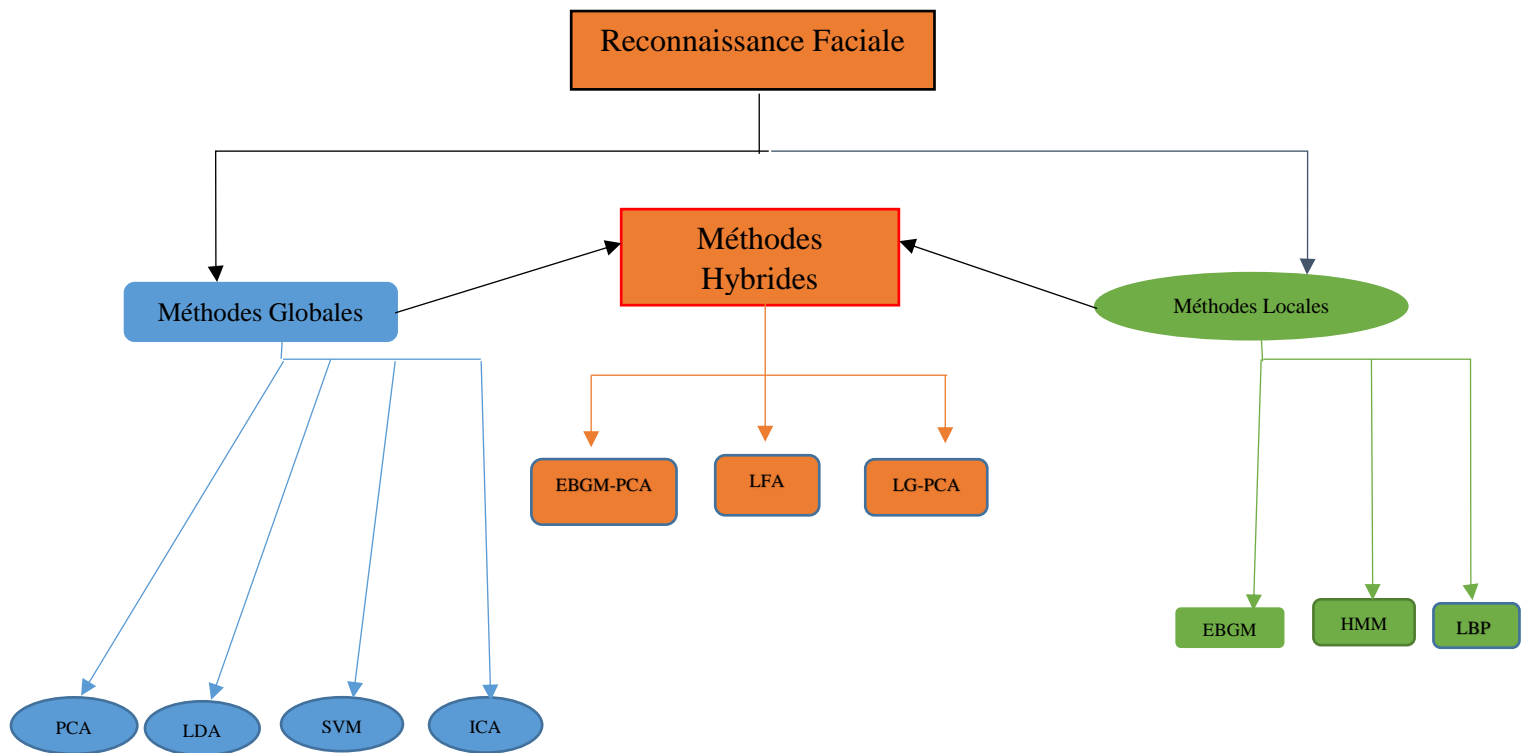 Reconnaissance Faciale
Méthodes
Hybrides
Méthodes Globales
Méthodes Locales
EBGM-PCA
LFA
LG-PCA
EBGM
HMM
LBP
PCA
LDA
SVM
ICA